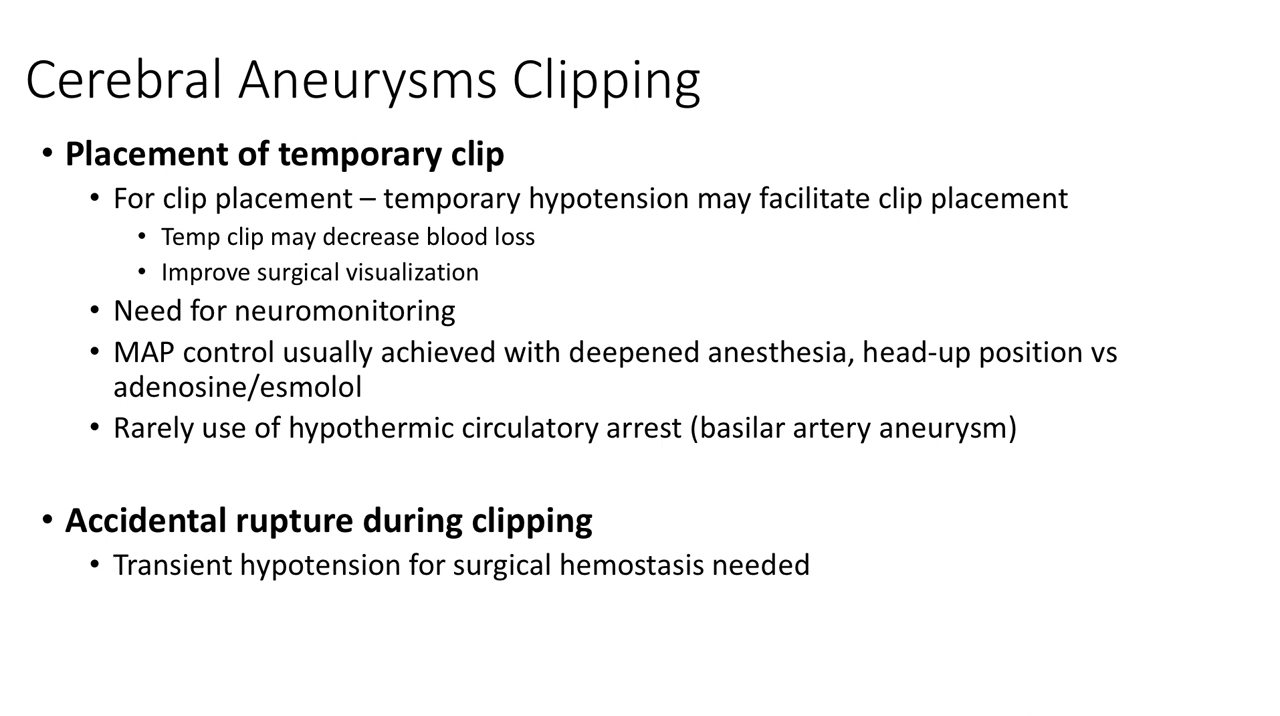 Cerebral Aneurysms Clipping
• Placement of temporary clip
• For clip placement – temporary hypotension may facilitate clip placement
• Temp clip may decrease blood loss
• Improve surgical visualization
• Need for neuromonitoring
• MAP control usually achieved with deepened anesthesia, head-up position vs
adenosine/esmolol
• Rarely use of hypothermic circulatory arrest (basilar artery aneurysm)
• Accidental rupture during clipping
• Transient hypotension for surgical hemostasis needed